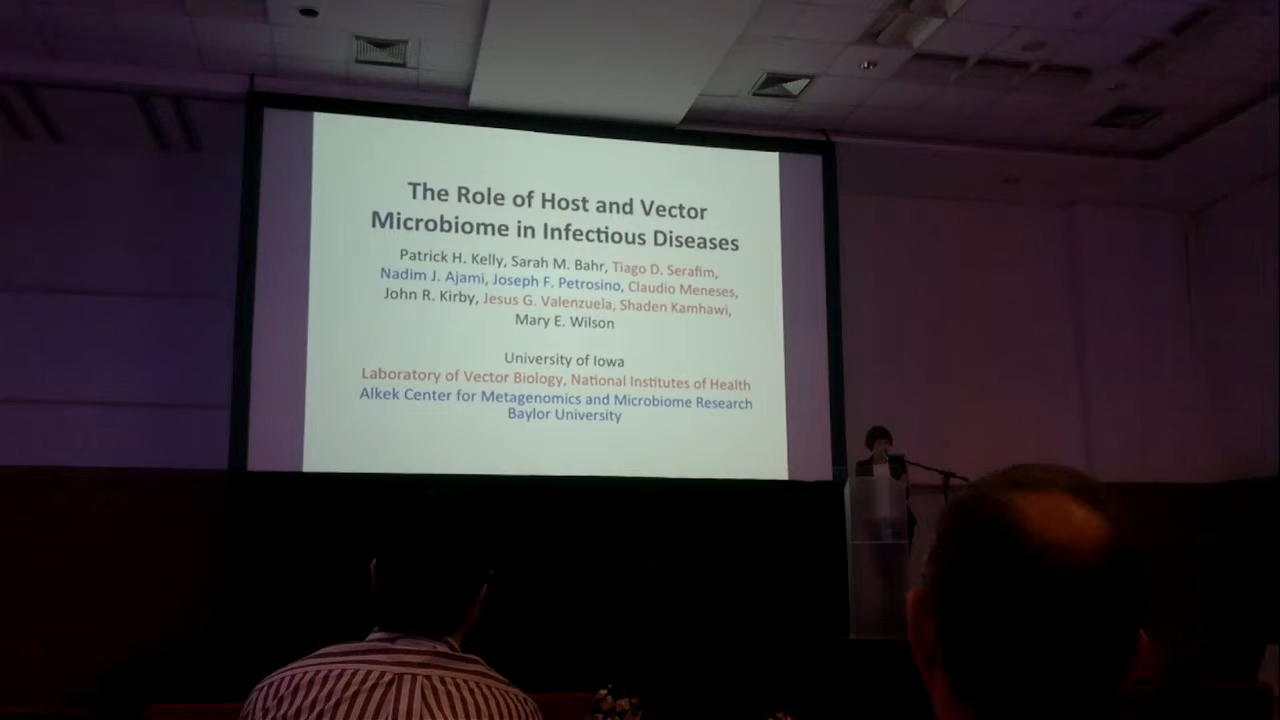 The Role of Host and Vector
Microbiome in Infectious Diseases
Patrick H. Kelly, Sarah M. Bahr, Tiago D. Serafim,
Nadim J. Ajami, Joseph F. Petrosino, Claudio Meneses,
John R. Kirby, Jesus G. Valenzuela, Shaden Kamhawi,
Mary E. Wilson
University of Iowa
Laboratory of Vector Biology, National Institutes of Health
Alkek Center for Metagenomics and Microbiome Research
Baylor University